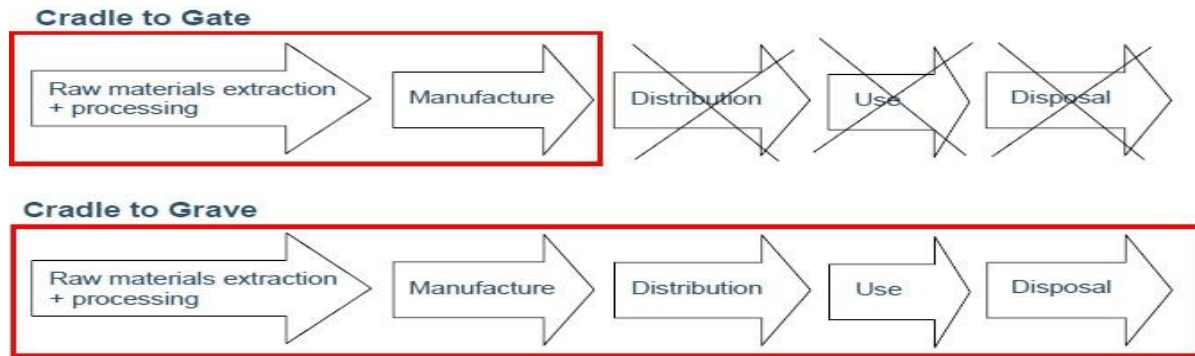 Cradle to Gate
Raw materials extraction
+ processing
Manufacture
Distribution
Use
Disposal
Cradle to Grave
Raw materials extraction
+ processing
Manufacture
Distribution
Use
Disposal